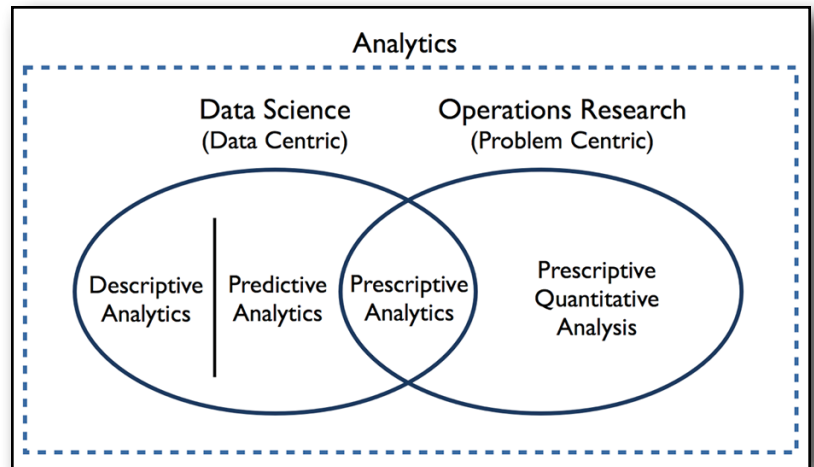 Analytics
Data Science
(Data Centric)
Operations Research
(Problem Centric)
Descriptive
Analytics
Predictive
Analytics
Prescriptive
Analytics
Prescriptive
Quantitative
Analysis